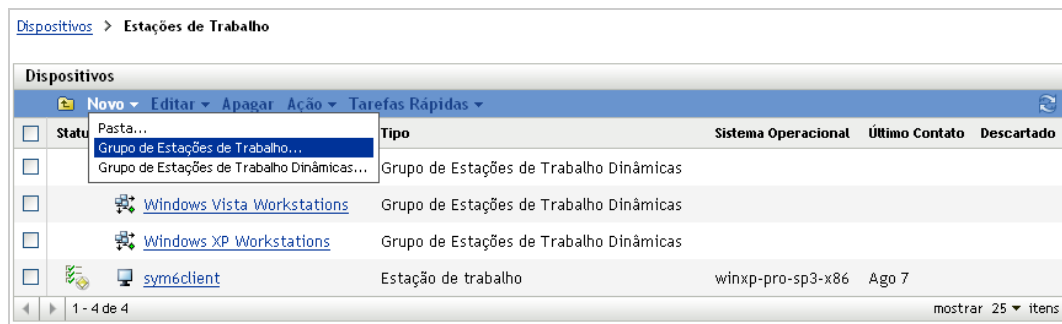 Dispositivos > Estações de Trabalho
Dispositivos
Novo Editar Apagar Ação Tarefas Rápidas
Statu Tipo Sistema Operacional Último Contato Descartado
Pasta...
Grupo de Estações de Trabalho...
Grupo de Estações de Trabalho Dinâmicas...
Grupo de Estações de Trabalho Dinâmicas
Windows Vista Workstations Grupo de Estações de Trabalho Dinâmicas
Windows XP Workstations Grupo de Estações de Trabalho Dinâmicas
sym6client Estação de trabalho winxp-pro-sp3-x86 Ago 7
1 - 4 de 4 mostrar 25 itens